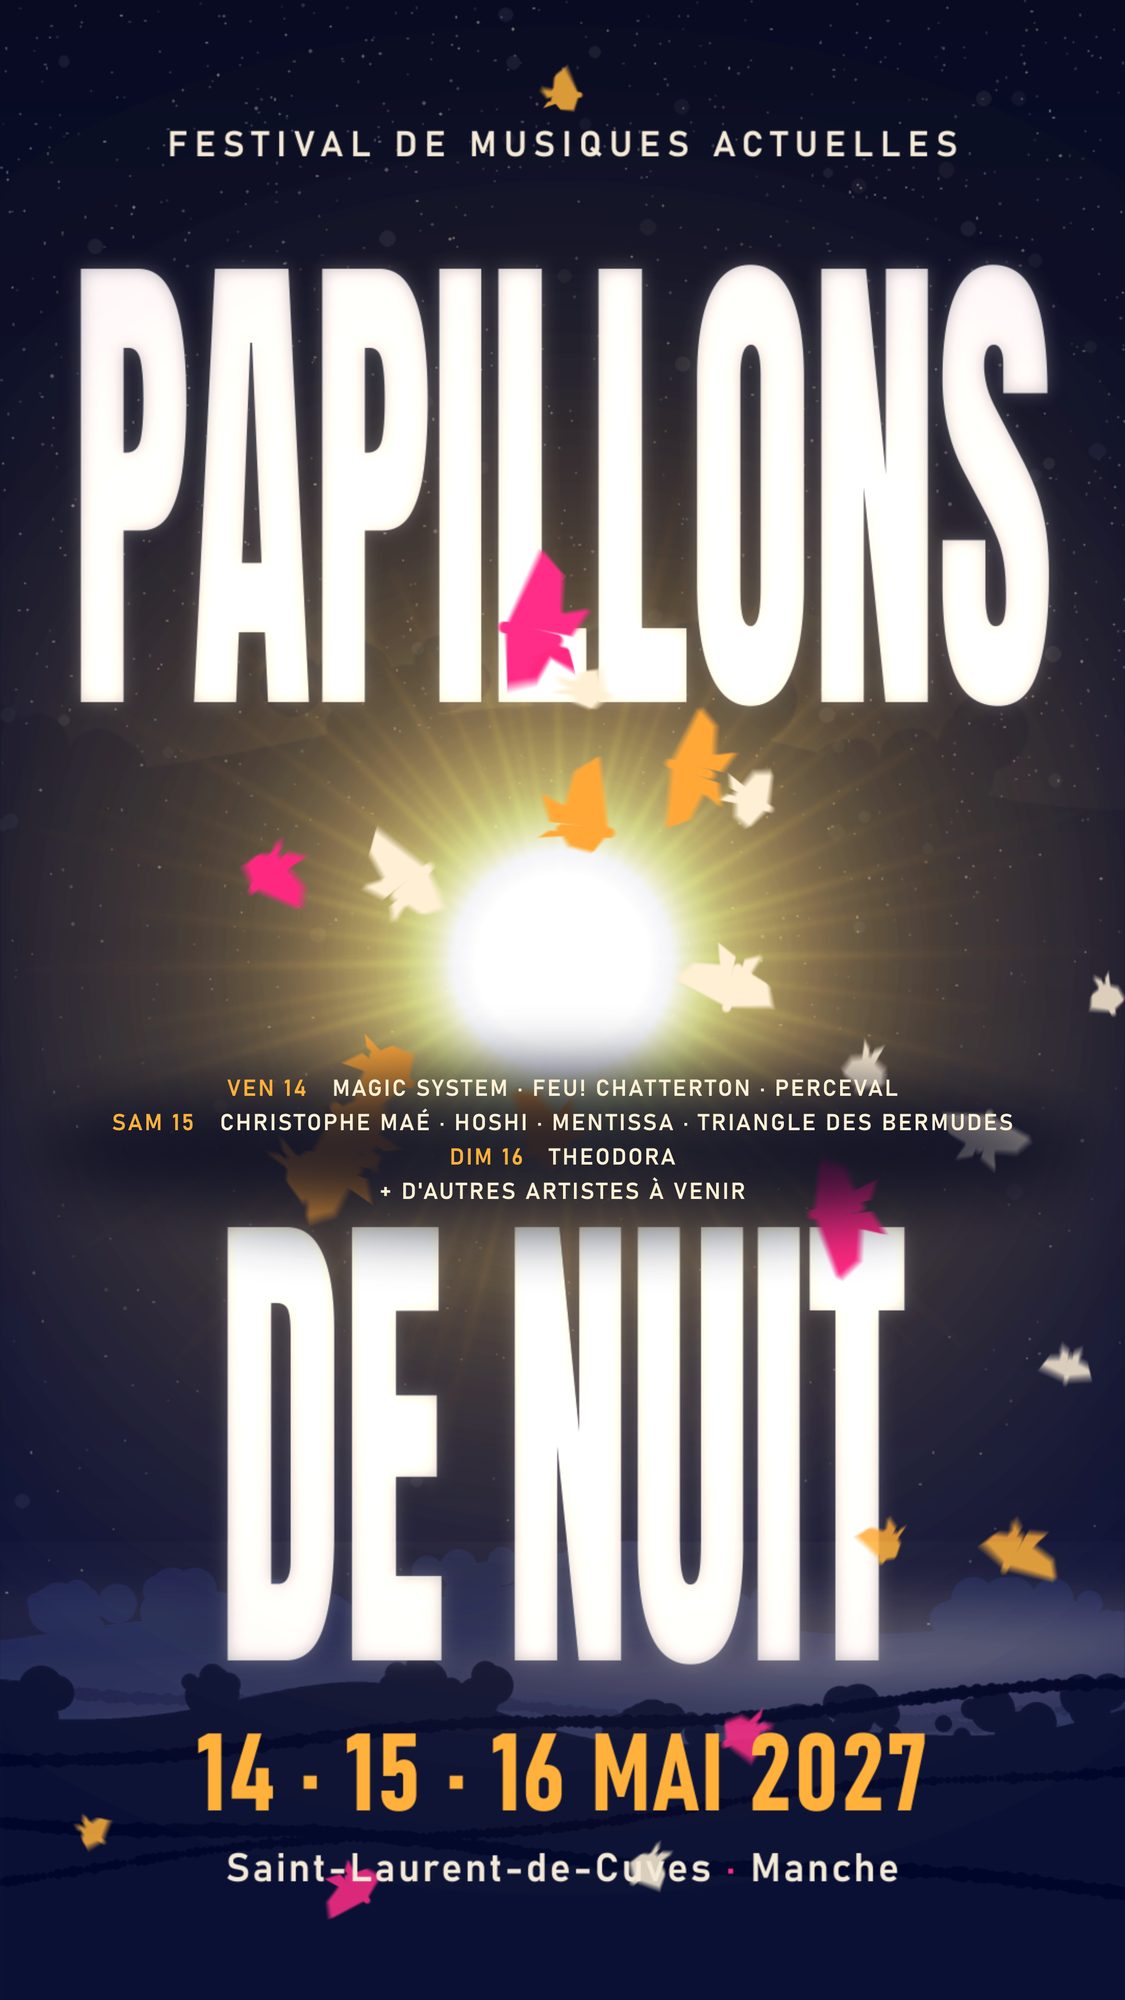 FESTIVAL DE MUSIQUES ACTUELLES
PAPILLONS
VEN 14 MAGIC SYSTEM · FEU! CHATTERTON · PERCEVAL
SAM 15 CHRISTOPHE MAÉ · HOSHI · MENTISSA · TRIANGLE DES BERMUDES
DIM 16 THEODORA
+ D'AUTRES ARTISTES À VENIR
DE NUIT
14 · 15 · 16 MAI 2027
Saint-Laurent-de-Cuves · Manche